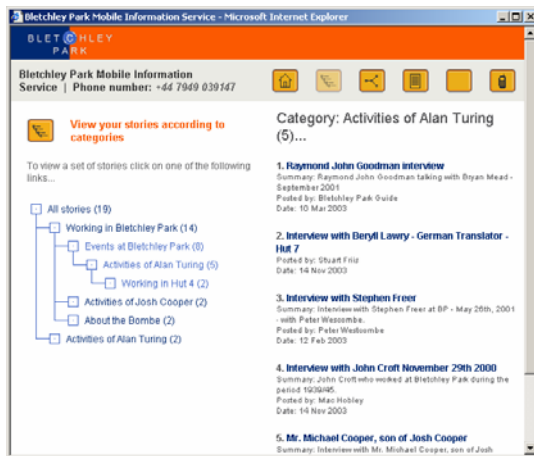 Bletchley Park Mobile Information Service - Microsoft Internet Explorer
BLETCHLEY
PARK
Bletchley Park Mobile Information
Service | Phone number: +44 7949 039147
View your stories according to
categories
To view a set of stories click on one of the following
links...
All stories (19)
Working in Bletchley Park (14)
Events at Bletchley Park (8)
Activities of Alan Turing (5)
Working in Hut 4 (2)
Activities of Josh Cooper (2)
About the Bombe (2)
Activities of Alan Turing (2)
Category: Activities of Alan Turing
(5)...
1. Raymond John Goodman interview
Summary: Raymond John Goodman talking with Bryan Mead -
September 2001
Posted by: Bletchley Park Guide
Date: 10 Mar 2003
2. Interview with Beryll Lawry - German Translator -
Hut 7
Posted by: Stuart
Date: 14 Nov 2003
3. Interview with Stephen Freer
Summary: Interview with Stephen Freer at BP - May 26th, 2001
- with Peter Wescombe.
Posted by: Peter Wescombe
Date: 12 Feb 2003
4. Interview with John Croft November 29th 2000
Summary: John Croft who worked at Bletchley Park during the
period 1939/45.
Posted by: Mac Hobley
Date: 14 Nov 2003
5. Mr. Michael Cooper, son of Josh Cooper
Summary: Interview with Mr. Michael Cooper, son of Josh